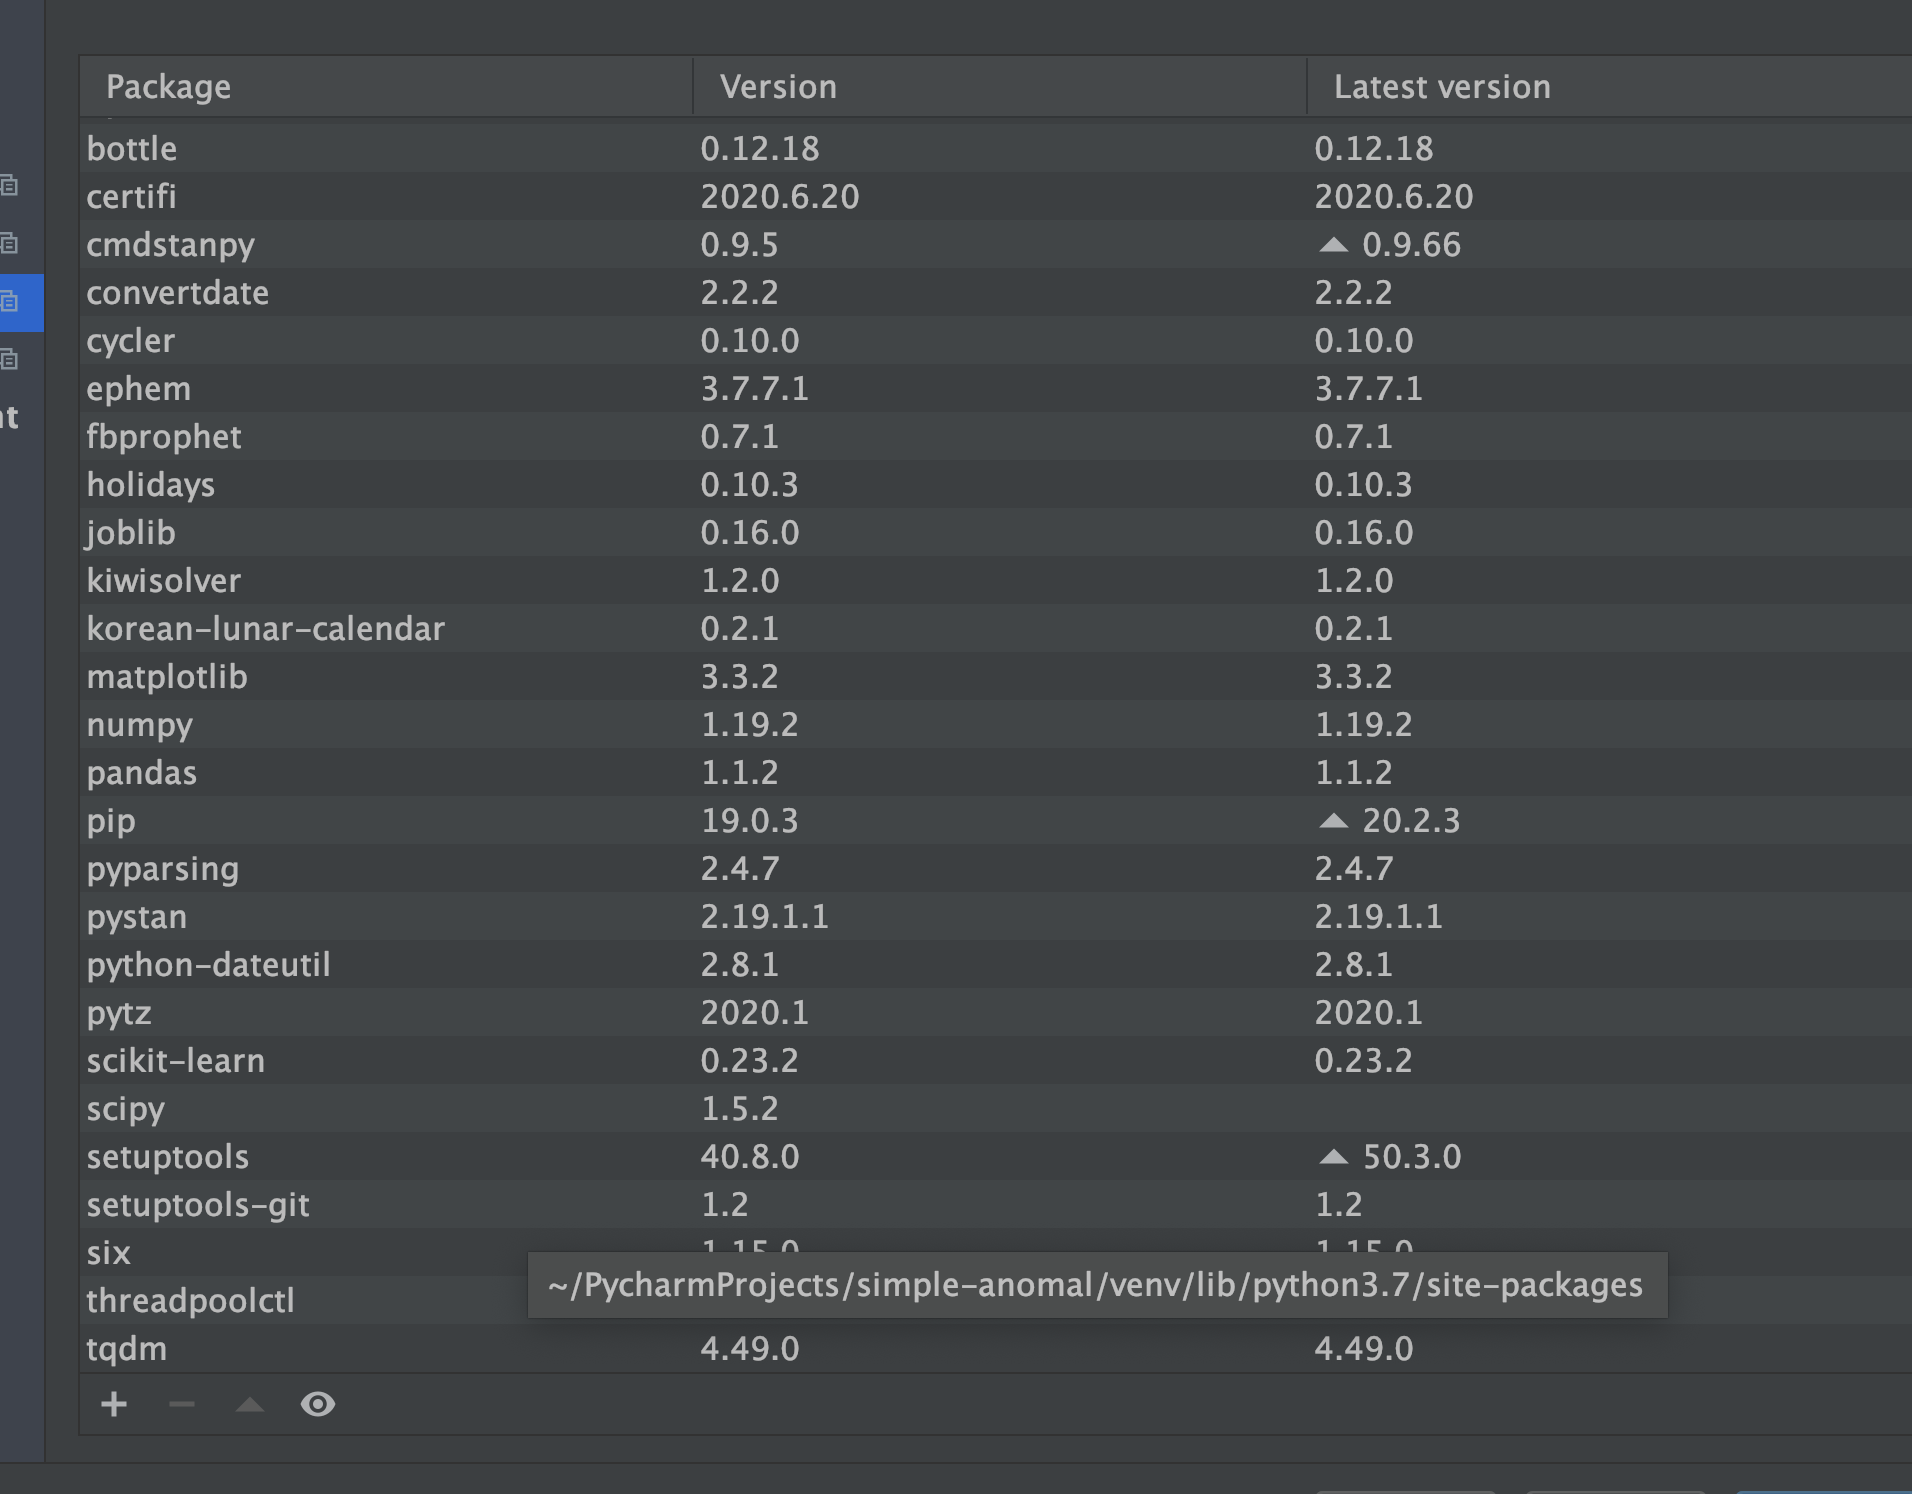 Package Version Latest version
bottle 0.12.18 0.12.18
certifi 2020.6.20 2020.6.20
cmdstanpy 0.9.5 0.9.66
convertdate 2.2.2 2.2.2
cycler 0.10.0 0.10.0
ephem 3.7.7.1 3.7.7.1
fbprophet 0.7.1 0.7.1
holidays 0.10.3 0.10.3
joblib 0.16.0 0.16.0
kiwisolver 1.2.0 1.2.0
korean-lunar-calendar 0.2.1 0.2.1
matplotlib 3.3.2 3.3.2
numpy 1.19.2 1.19.2
pandas 1.1.2 1.1.2
pip 19.0.3 20.2.3
pyparsing 2.4.7 2.4.7
pystan 2.19.1.1 2.19.1.1
python-dateutil 2.8.1 2.8.1
pytz 2020.1 2020.1
scikit-learn 0.23.2 0.23.2
scipy 1.5.2
setuptools 40.8.0 50.3.0
setuptools-git 1.2 1.2
six 1.15.0 1.15.0
~/PycharmProjects/simple-anomal/venv/lib/python3.7/site-packages
threadpoolctl
tqdm 4.49.0 4.49.0